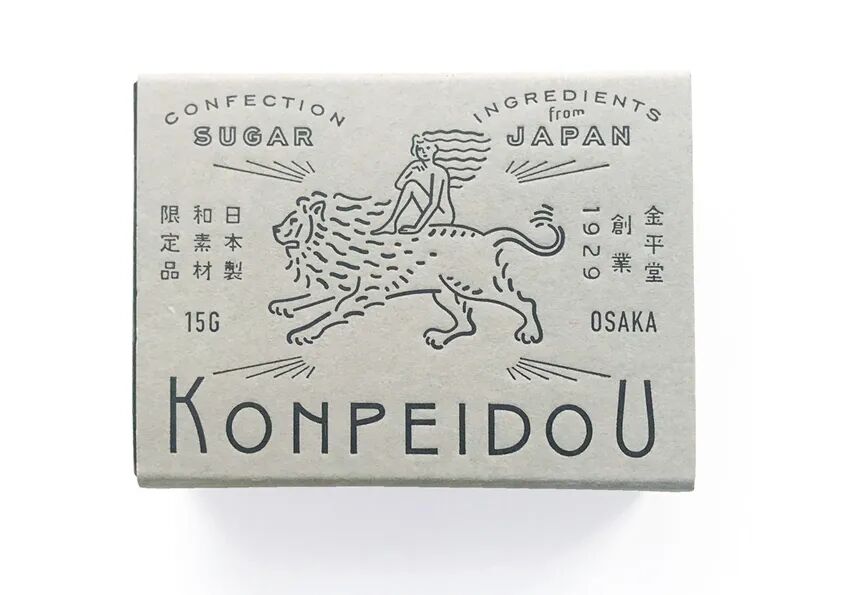 CONFECTION
SUGAR
INGREDIENTS
from
JAPAN
日本製
和素材
限定品
金平堂
創業
1929
15G
OSAKA
KONPEIDOU